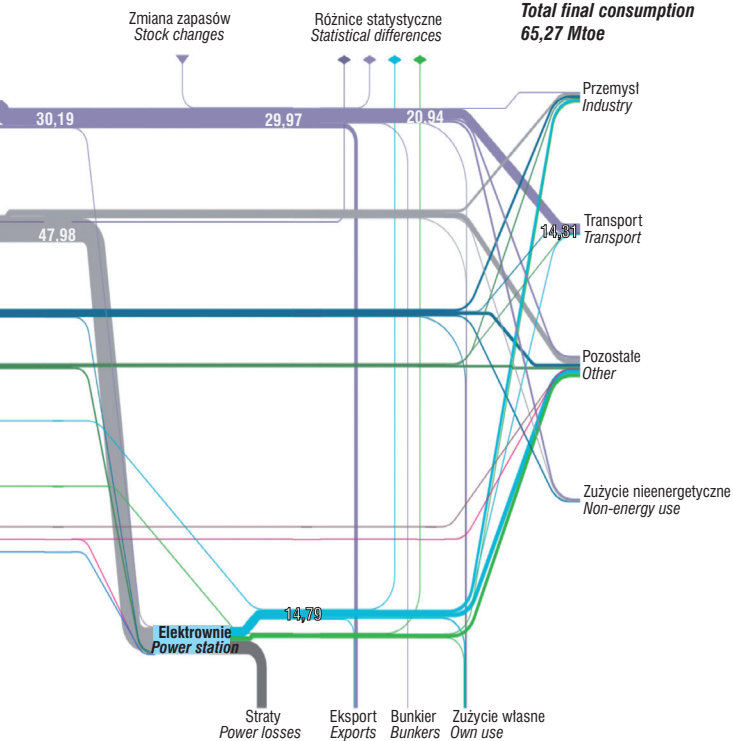 Total final consumption
65,27 Mtoe
Zmiana zapasów
Stock changes
Różnice statystyczne
Statistical differences
Przemysł
Industry
30,19
29,97
20,94
14,31
Transport
Transport
47,98
Pozostałe
Other
Zużycie nieenergetyczne
Non-energy use
14,79
Elektrownie
Power station
Straty
Power losses
Eksport
Exports
Bunkier
Bunkers
Zużycie własne
Own use